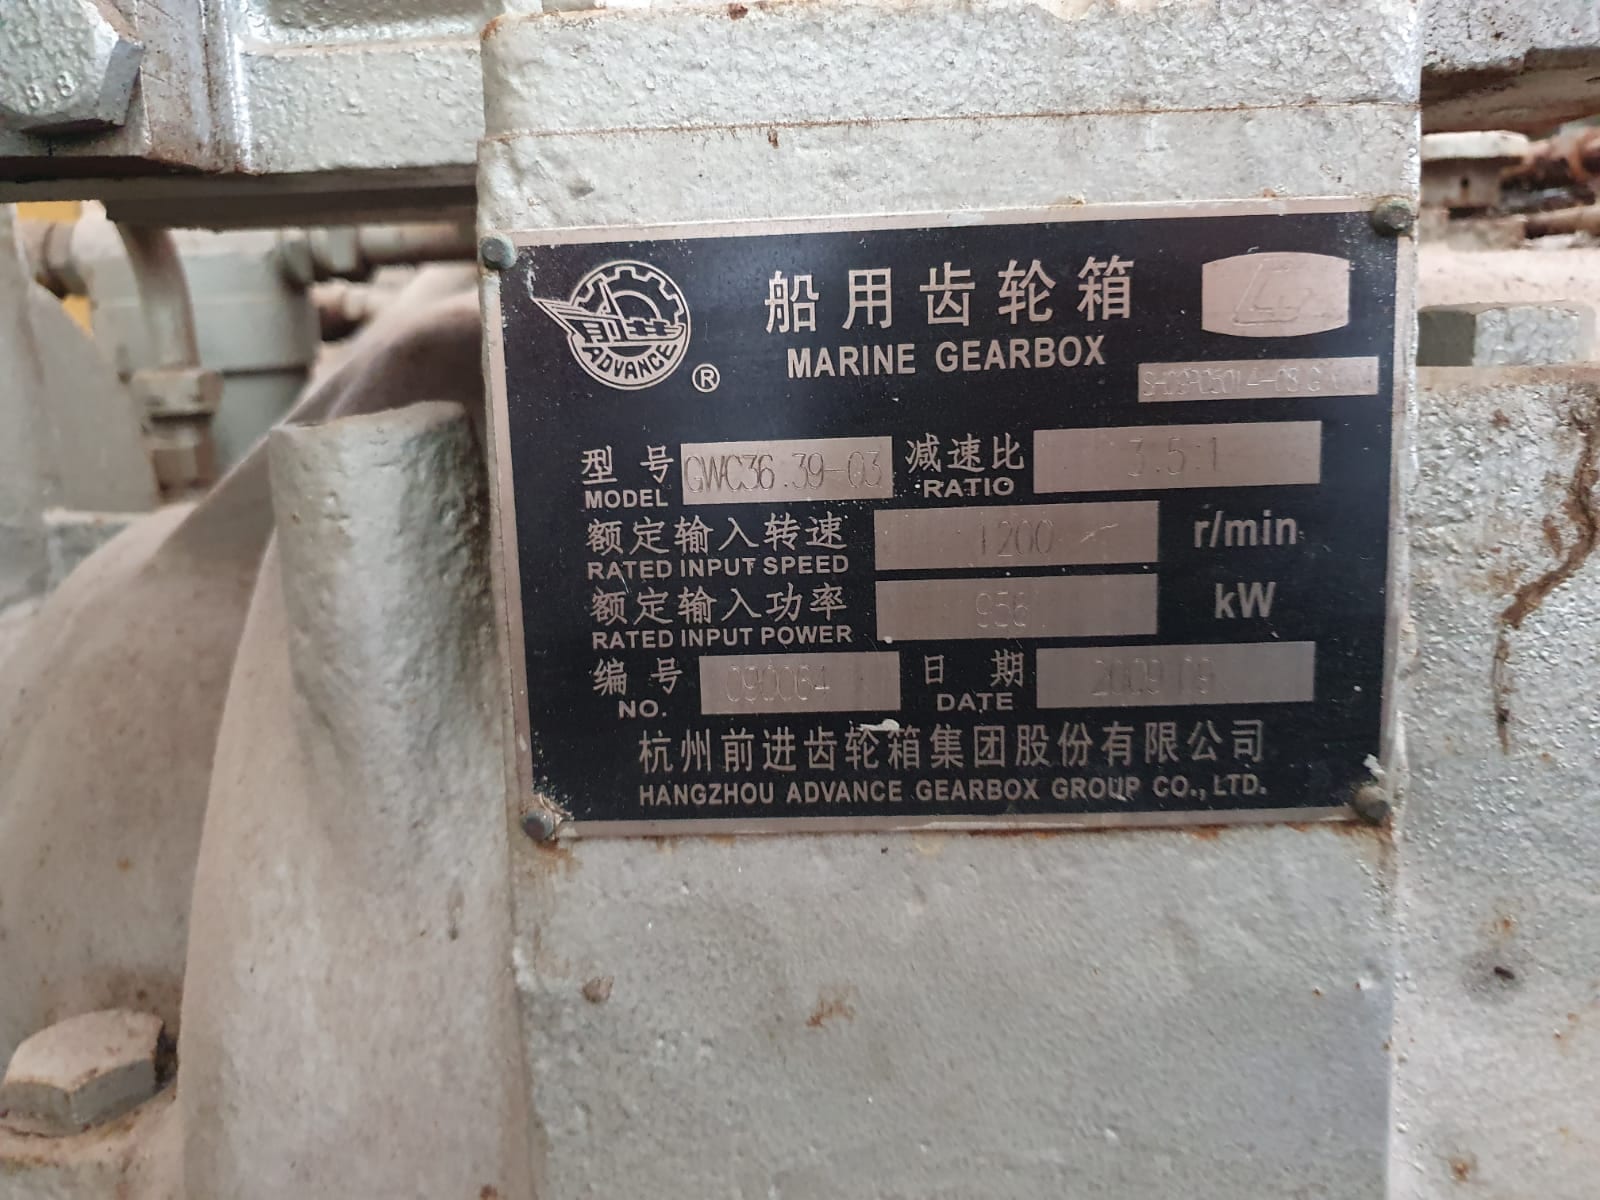 船用齿轮箱
MARINE GEARBOX
ADVANCE ®
型号 GWC36.39-03 减速比 3.5:1
MODEL RATIO
额定输入转速 1200 r/min
RATED INPUT SPEED
额定输入功率 956 kW
RATED INPUT POWER
编号 日期 2009.09
NO. DATE
杭州前进齿轮箱集团股份有限公司
HANGZHOU ADVANCE GEARBOX GROUP CO., LTD.
8.8